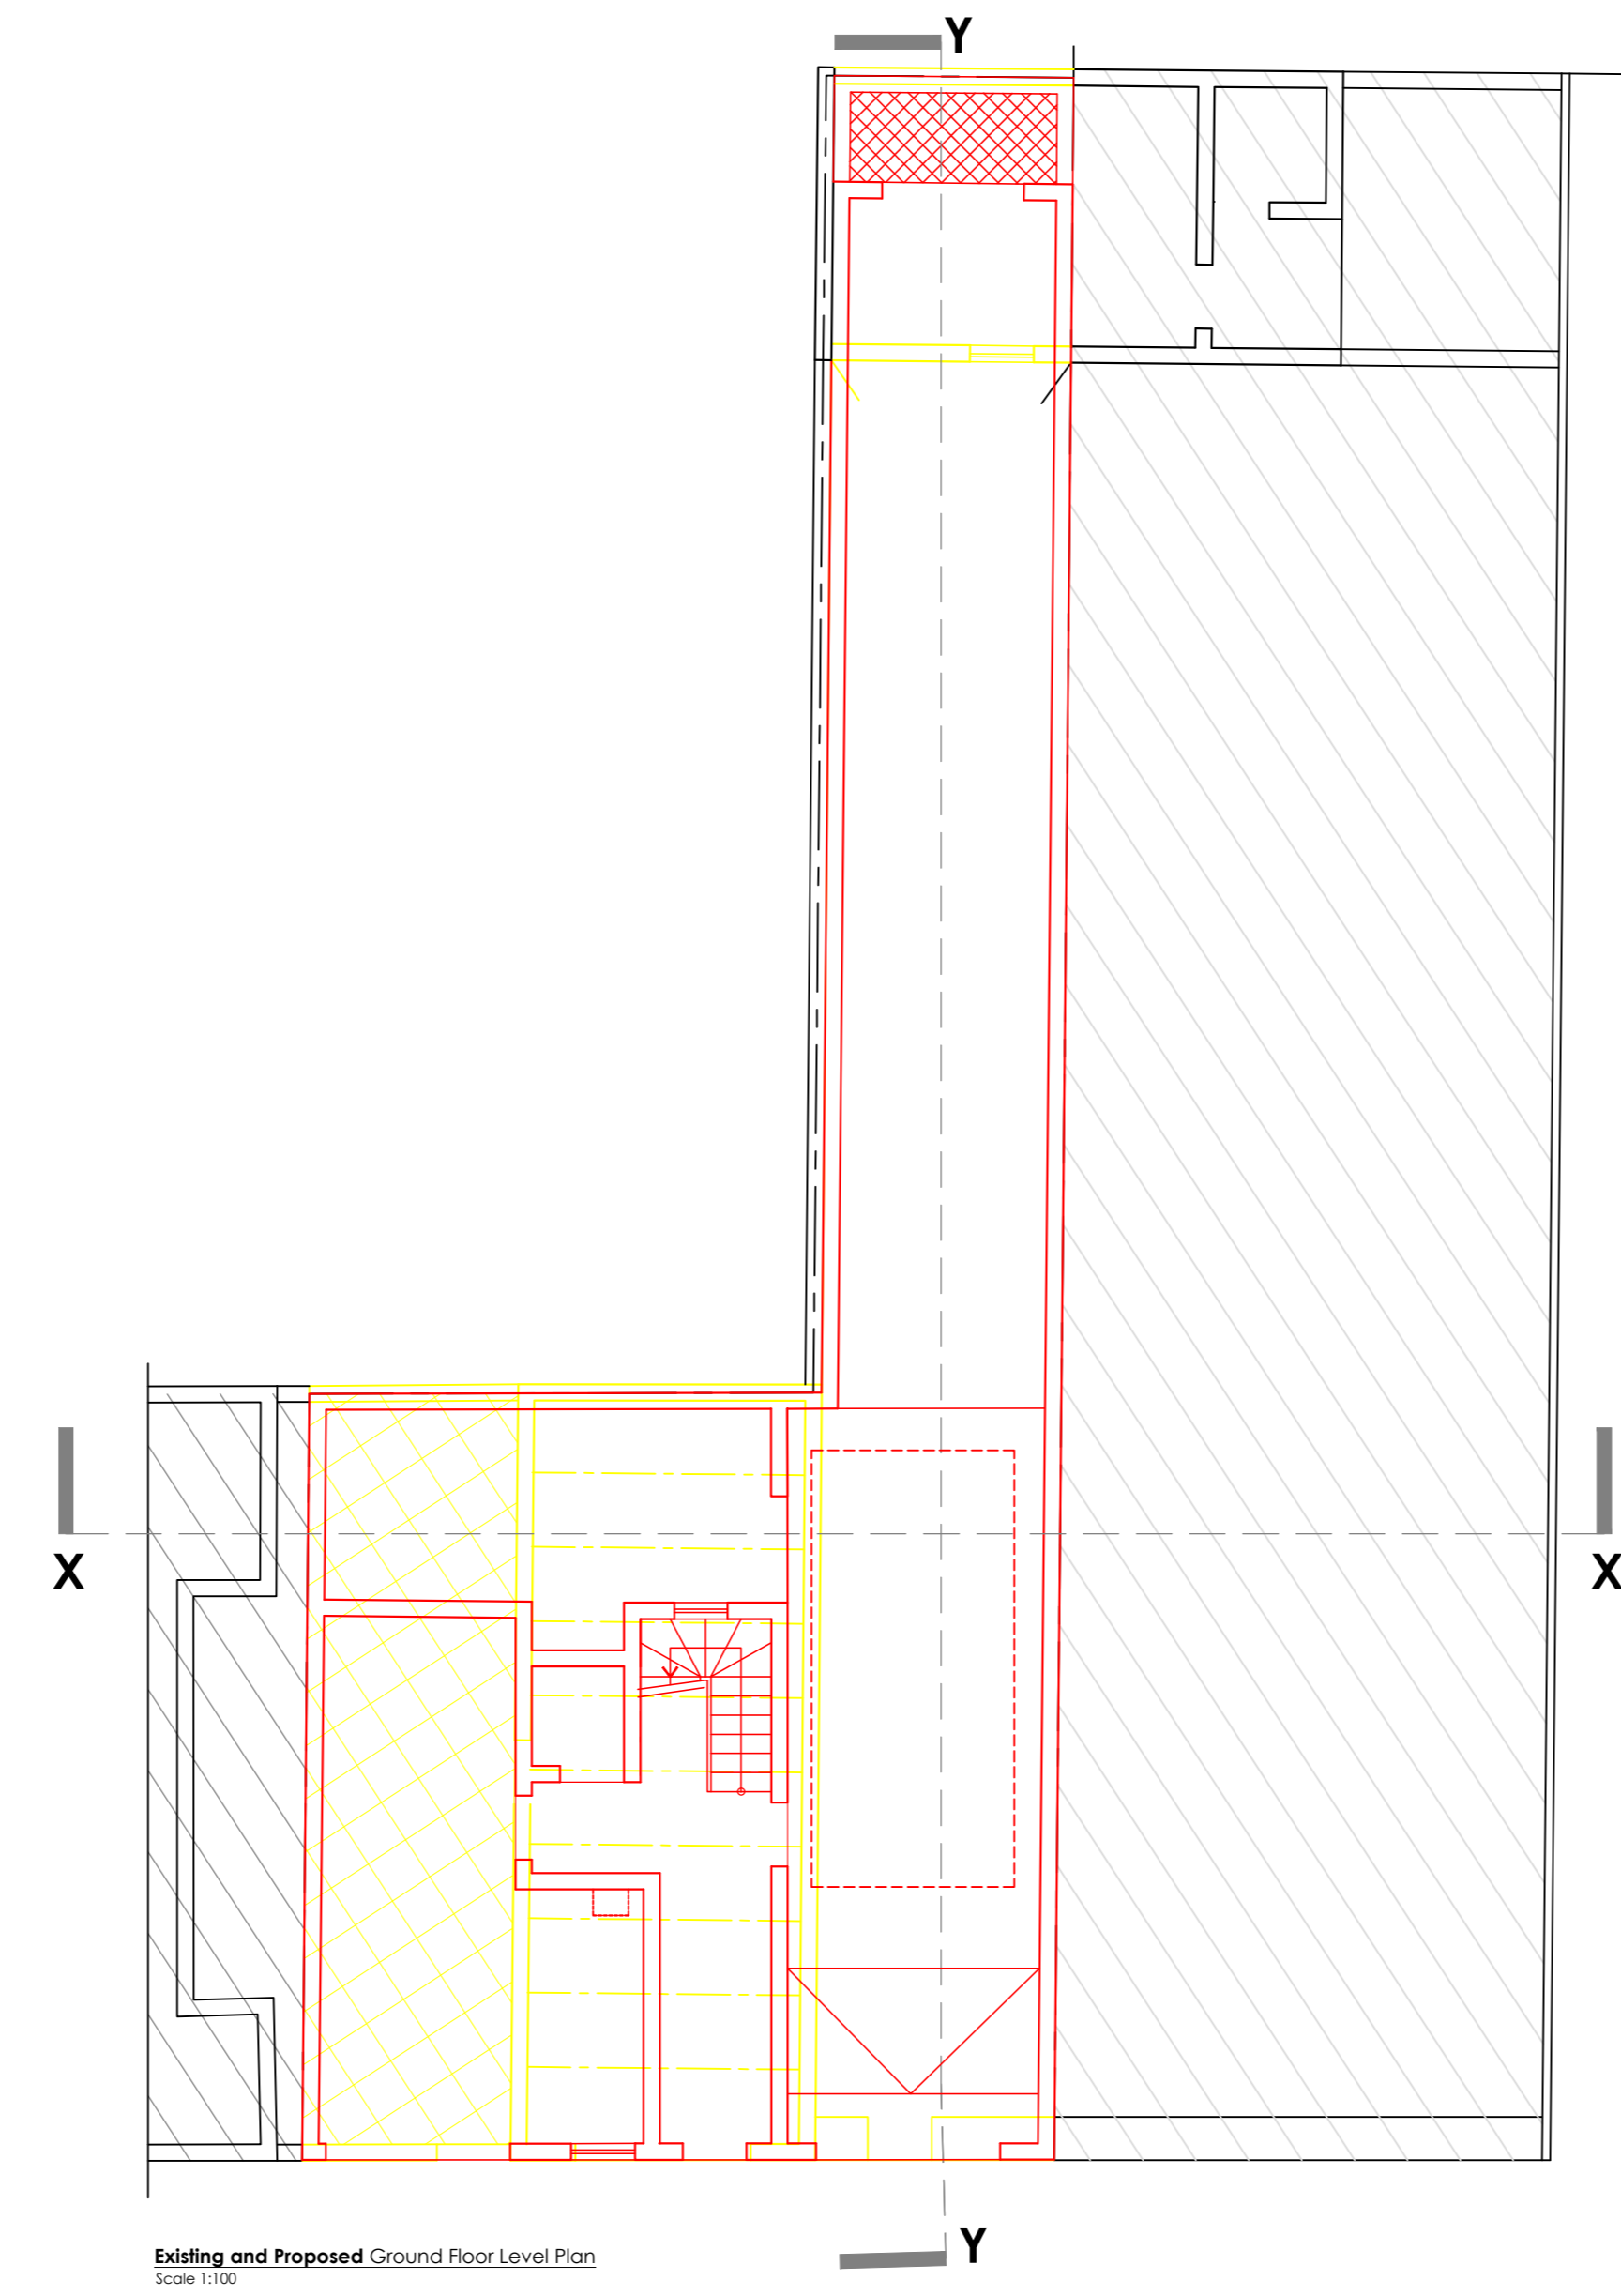 Y
X
X
Y
Existing and Proposed Ground Floor Level Plan
Scale 1:100